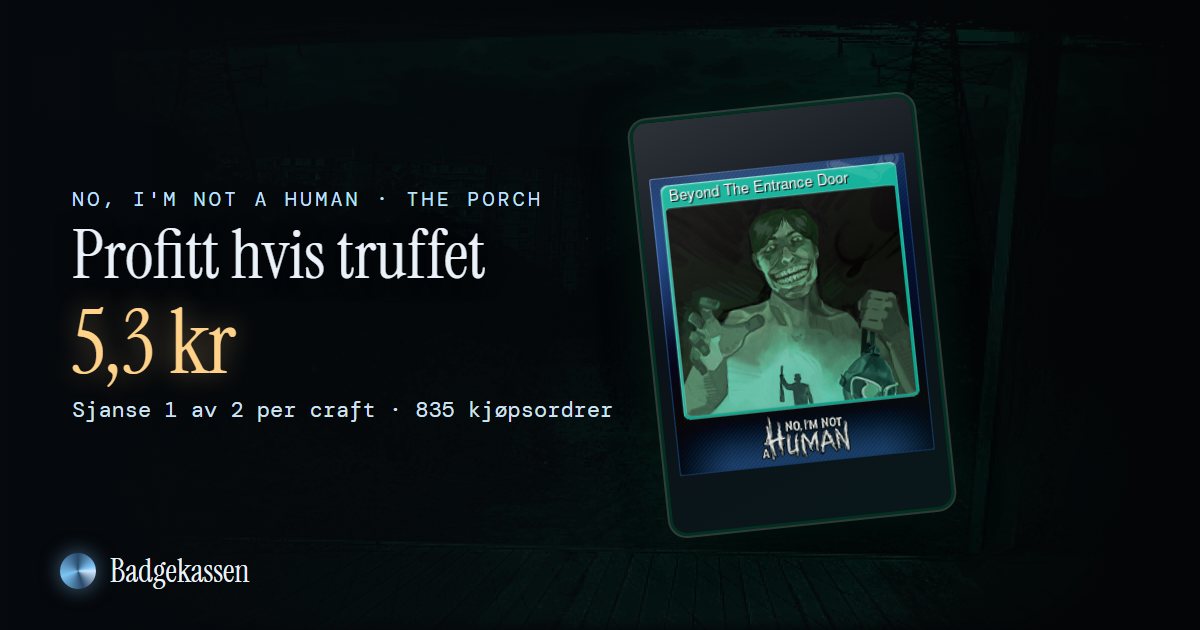 NO, I'M NOT A HUMAN · THE PORCH
Profitt hvis truffet
5,3 kr
Sjanse 1 av 2 per craft · 835 kjøpsordrer
Beyond The Entrance Door
NO, I'M NOT
A HUMAN
Badgekassen